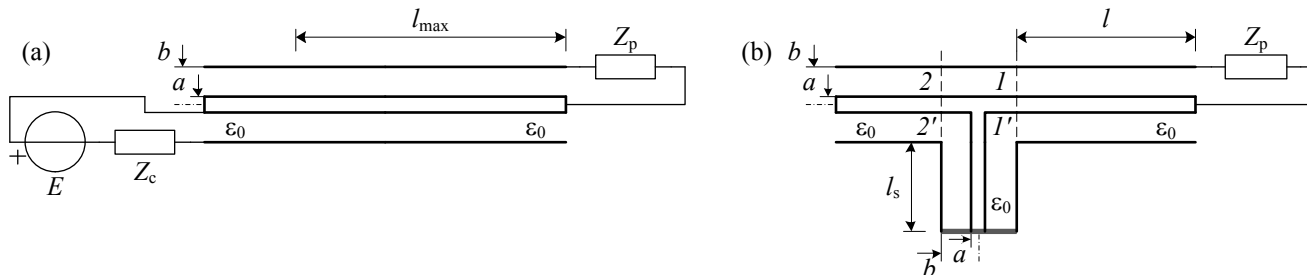 (a)
l_max
b
a
Z_p
ε₀
ε₀
+
E
Z_c
(b)
l
b
a
2
1
Z_p
ε₀
2′
1′
ε₀
l_s
ε₀
b
a